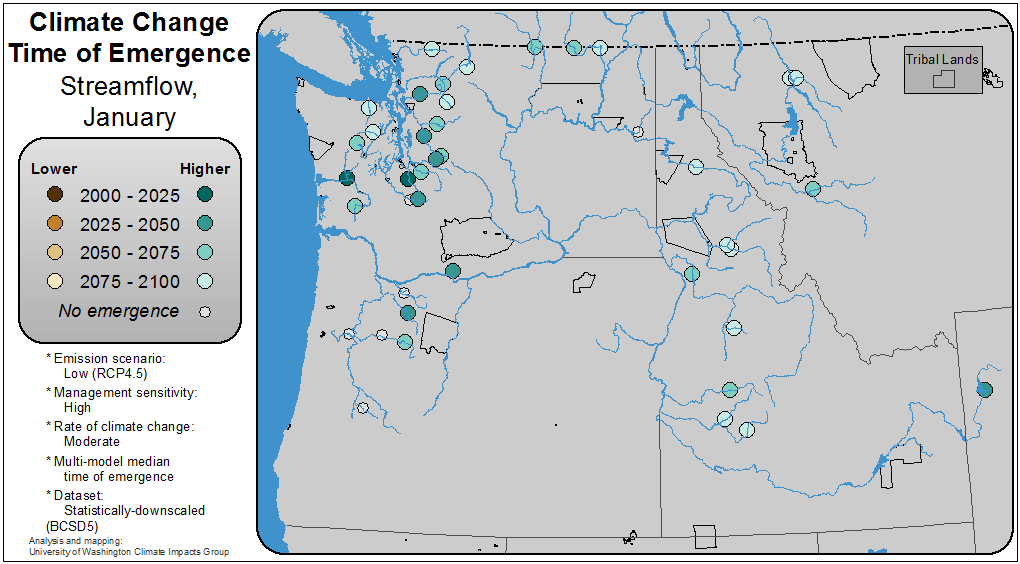 Climate Change
Time of Emergence
Streamflow,
January
Lower Higher
2000 - 2025
2025 - 2050
2050 - 2075
2075 - 2100
No emergence
* Emission scenario:
Low (RCP4.5)
* Management sensitivity:
High
* Rate of climate change:
Moderate
* Multi-model median
time of emergence
* Dataset:
Statistically-downscaled
(BCSD5)
Analysis and mapping:
University of Washington Climate Impacts Group
Tribal Lands